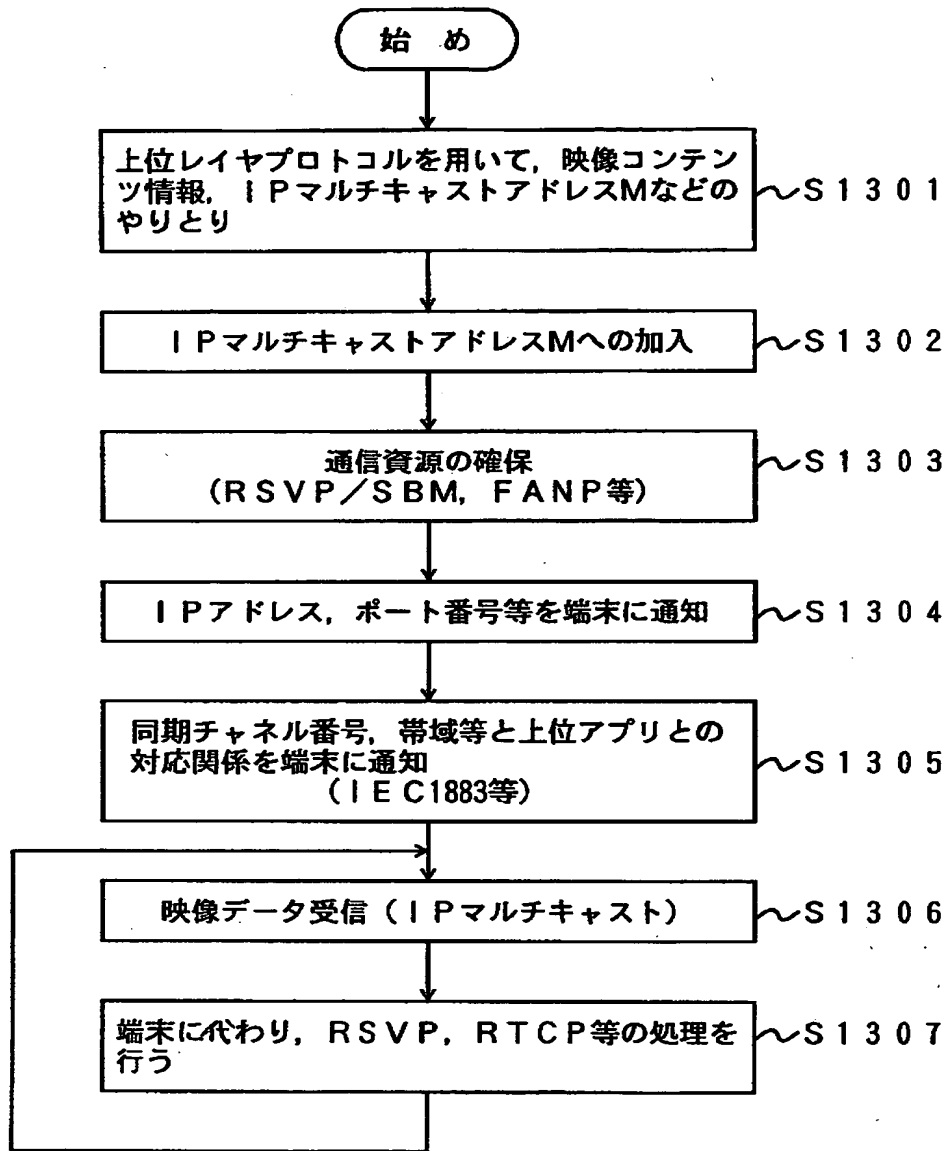 始 め
上位レイヤプロトコルを用いて，映像コンテン
ツ情報，ＩＰマルチキャストアドレスＭなどの
やりとり
Ｓ１３０１
ＩＰマルチキャストアドレスＭへの加入
Ｓ１３０２
通信資源の確保
（ＲＳＶＰ／ＳＢＭ，ＦＡＮＰ等）
Ｓ１３０３
ＩＰアドレス，ポート番号等を端末に通知
Ｓ１３０４
同期チャネル番号，帯域等と上位アプリとの
対応関係を端末に通知
（ＩＥＣ1883等）
Ｓ１３０５
映像データ受信（ＩＰマルチキャスト）
Ｓ１３０６
端末に代わり，ＲＳＶＰ，ＲＴＣＰ等の処理を
行う
Ｓ１３０７